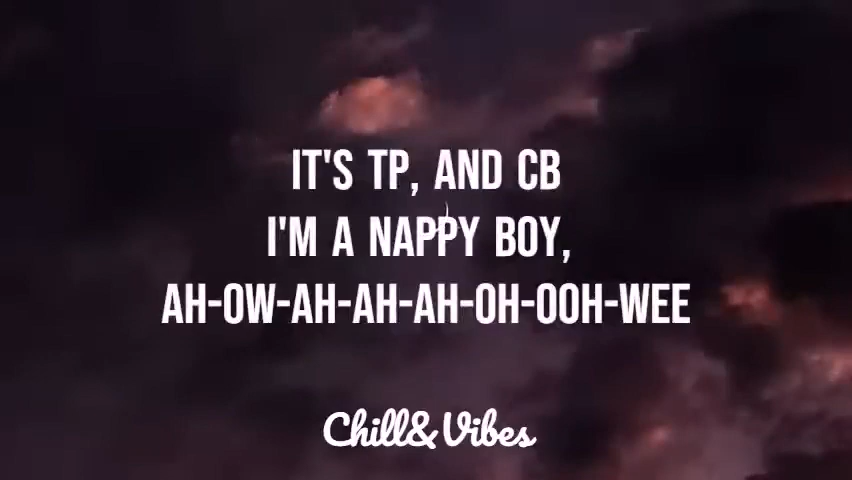 IT'S TP, AND CB
I'M A NAPPY BOY,
AH-OW-AH-AH-AH-OH-OOH-WEE
Chill&Vibes